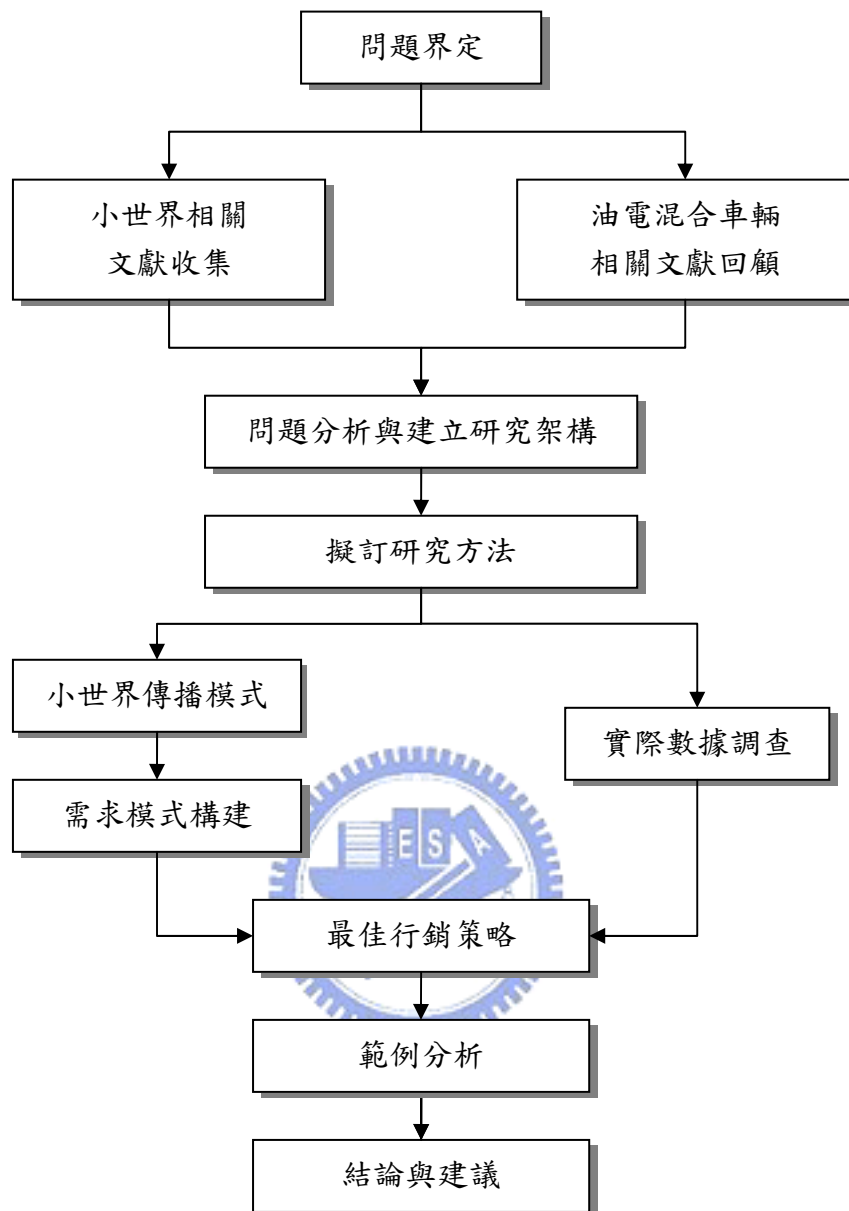 問題界定
小世界相關
文獻收集
油電混合車輛
相關文獻回顧
問題分析與建立研究架構
擬訂研究方法
小世界傳播模式
實際數據調查
需求模式構建
ESA
最佳行銷策略
範例分析
結論與建議